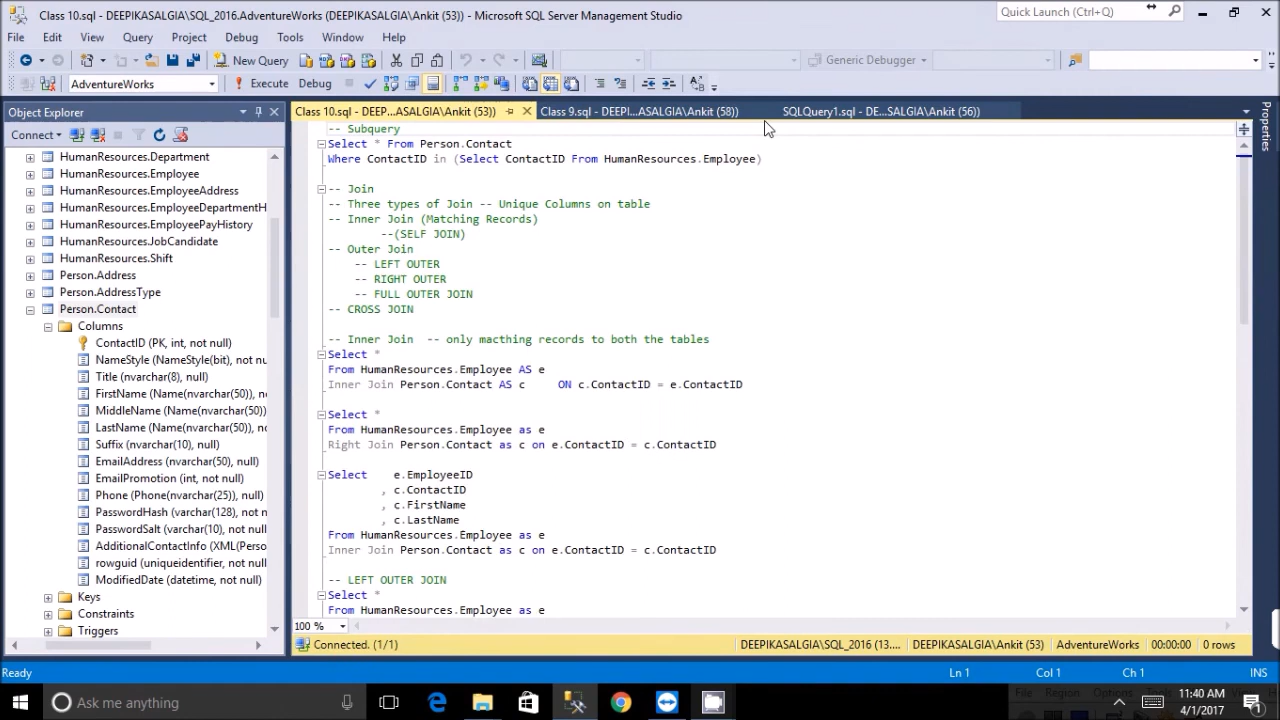 Class 10.sql - DEEPIKASALGIA\SQL_2016.AdventureWorks (DEEPIKASALGIA\Ankit (53)) - Microsoft SQL Server Management Studio
Quick Launch (Ctrl+Q)
File Edit View Query Project Debug Tools Window Help
New Query
Generic Debugger
AdventureWorks
Execute Debug
Object Explorer
Connect
HumanResources.Department
HumanResources.Employee
HumanResources.EmployeeAddress
HumanResources.EmployeeDepartmentH
HumanResources.EmployeePayHistory
HumanResources.JobCandidate
HumanResources.Shift
Person.Address
Person.AddressType
Person.Contact
Columns
ContactID (PK, int, not null)
NameStyle (NameStyle(bit), not nu
Title (nvarchar(8), null)
FirstName (Name(nvarchar(50)), no
MiddleName (Name(nvarchar(50))
LastName (Name(nvarchar(50)), no
Suffix (nvarchar(10), null)
EmailAddress (nvarchar(50), null)
EmailPromotion (int, not null)
Phone (Phone(nvarchar(25)), null)
PasswordHash (varchar(128), not n
PasswordSalt (varchar(10), not nul
AdditionalContactInfo (XML(Perso
rowguid (uniqueidentifier, not null
ModifiedDate (datetime, not null)
Keys
Constraints
Triggers
Class 10.sql - DEEP...ASALGIA\Ankit (53)) Class 9.sql - DEEPI...ASALGIA\Ankit (58)) SQLQuery1.sql - DE...SALGIA\Ankit (56))
-- Subquery
Select * From Person.Contact
Where ContactID in (Select ContactID From HumanResources.Employee)
-- Join
-- Three types of Join -- Unique Columns on table
-- Inner Join (Matching Records)
--(SELF JOIN)
-- Outer Join
-- LEFT OUTER
-- RIGHT OUTER
-- FULL OUTER JOIN
-- CROSS JOIN
-- Inner Join -- only macthing records to both the tables
Select *
From HumanResources.Employee AS e
Inner Join Person.Contact AS c ON c.ContactID = e.ContactID
Select *
From HumanResources.Employee as e
Right Join Person.Contact as c on e.ContactID = c.ContactID
Select e.EmployeeID
, c.ContactID
, c.FirstName
, c.LastName
From HumanResources.Employee as e
Inner Join Person.Contact as c on e.ContactID = c.ContactID
-- LEFT OUTER JOIN
Select *
From HumanResources.Employee as e
100 %
Connected. (1/1)
DEEPIKASALGIA\SQL_2016 (13.... DEEPIKASALGIA\Ankit (53) AdventureWorks 00:00:00 0 rows
Properties
Ready
Ln 1 Col 1 Ch 1 INS
Ask me anything
File Region Options
11:40 AM
4/1/2017
1